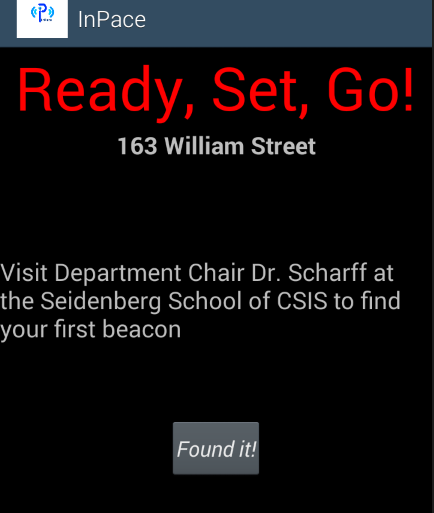 InPace
Ready, Set, Go!
163 William Street
Visit Department Chair Dr. Scharff at
the Seidenberg School of CSIS to find
your first beacon
Found it!